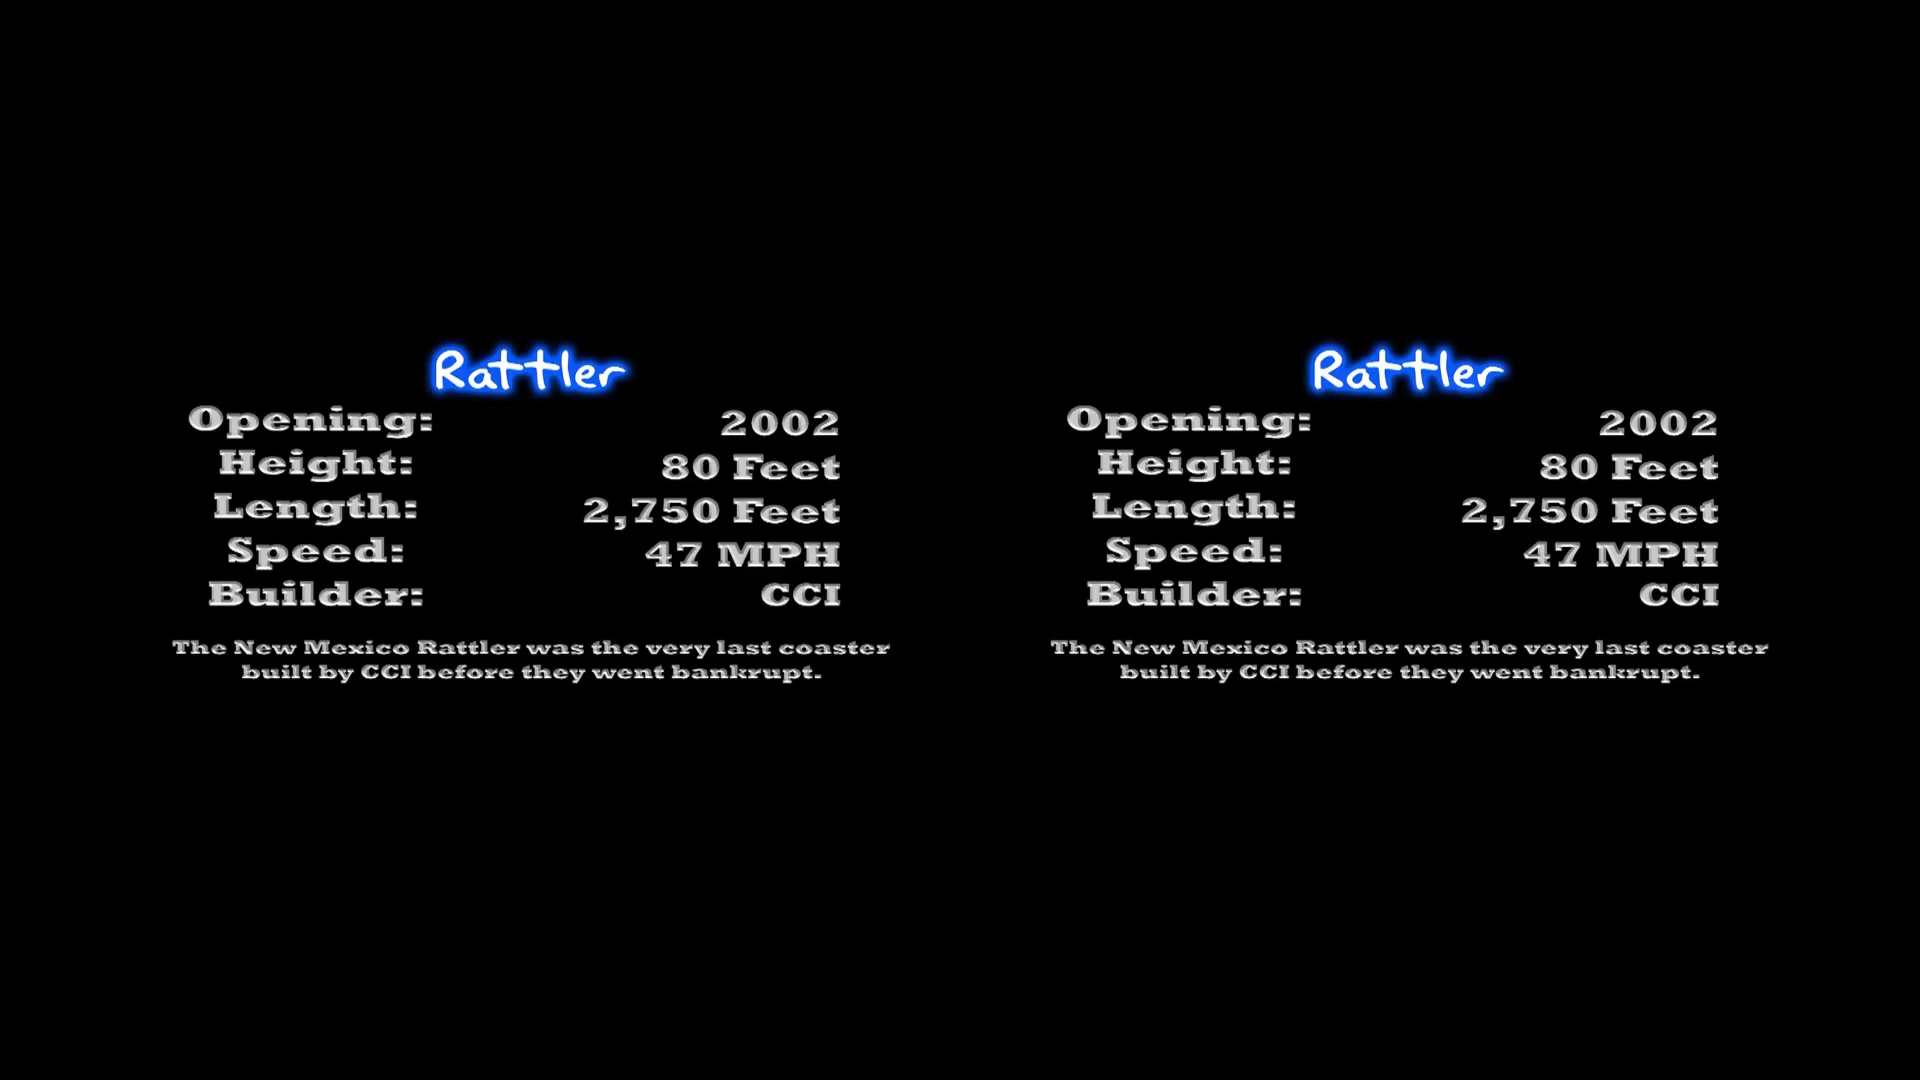 Rattler
Opening: 2002
Height: 80 Feet
Length: 2,750 Feet
Speed: 47 MPH
Builder: CCI
The New Mexico Rattler was the very last coaster
built by CCI before they went bankrupt.
Rattler
Opening: 2002
Height: 80 Feet
Length: 2,750 Feet
Speed: 47 MPH
Builder: CCI
The New Mexico Rattler was the very last coaster
built by CCI before they went bankrupt.